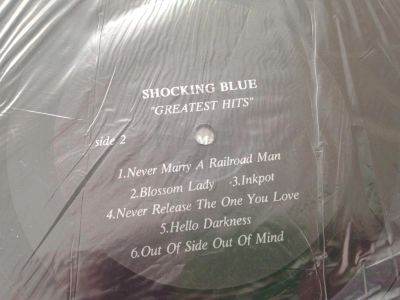 SHOCKING BLUE
"GREATEST HITS"
side 2
1.Never Marry A Railroad Man
2.Blossom Lady -3.Inkpot
4.Never Release The One You Love
5.Hello Darkness
6.Out Of Side Out Of Mind